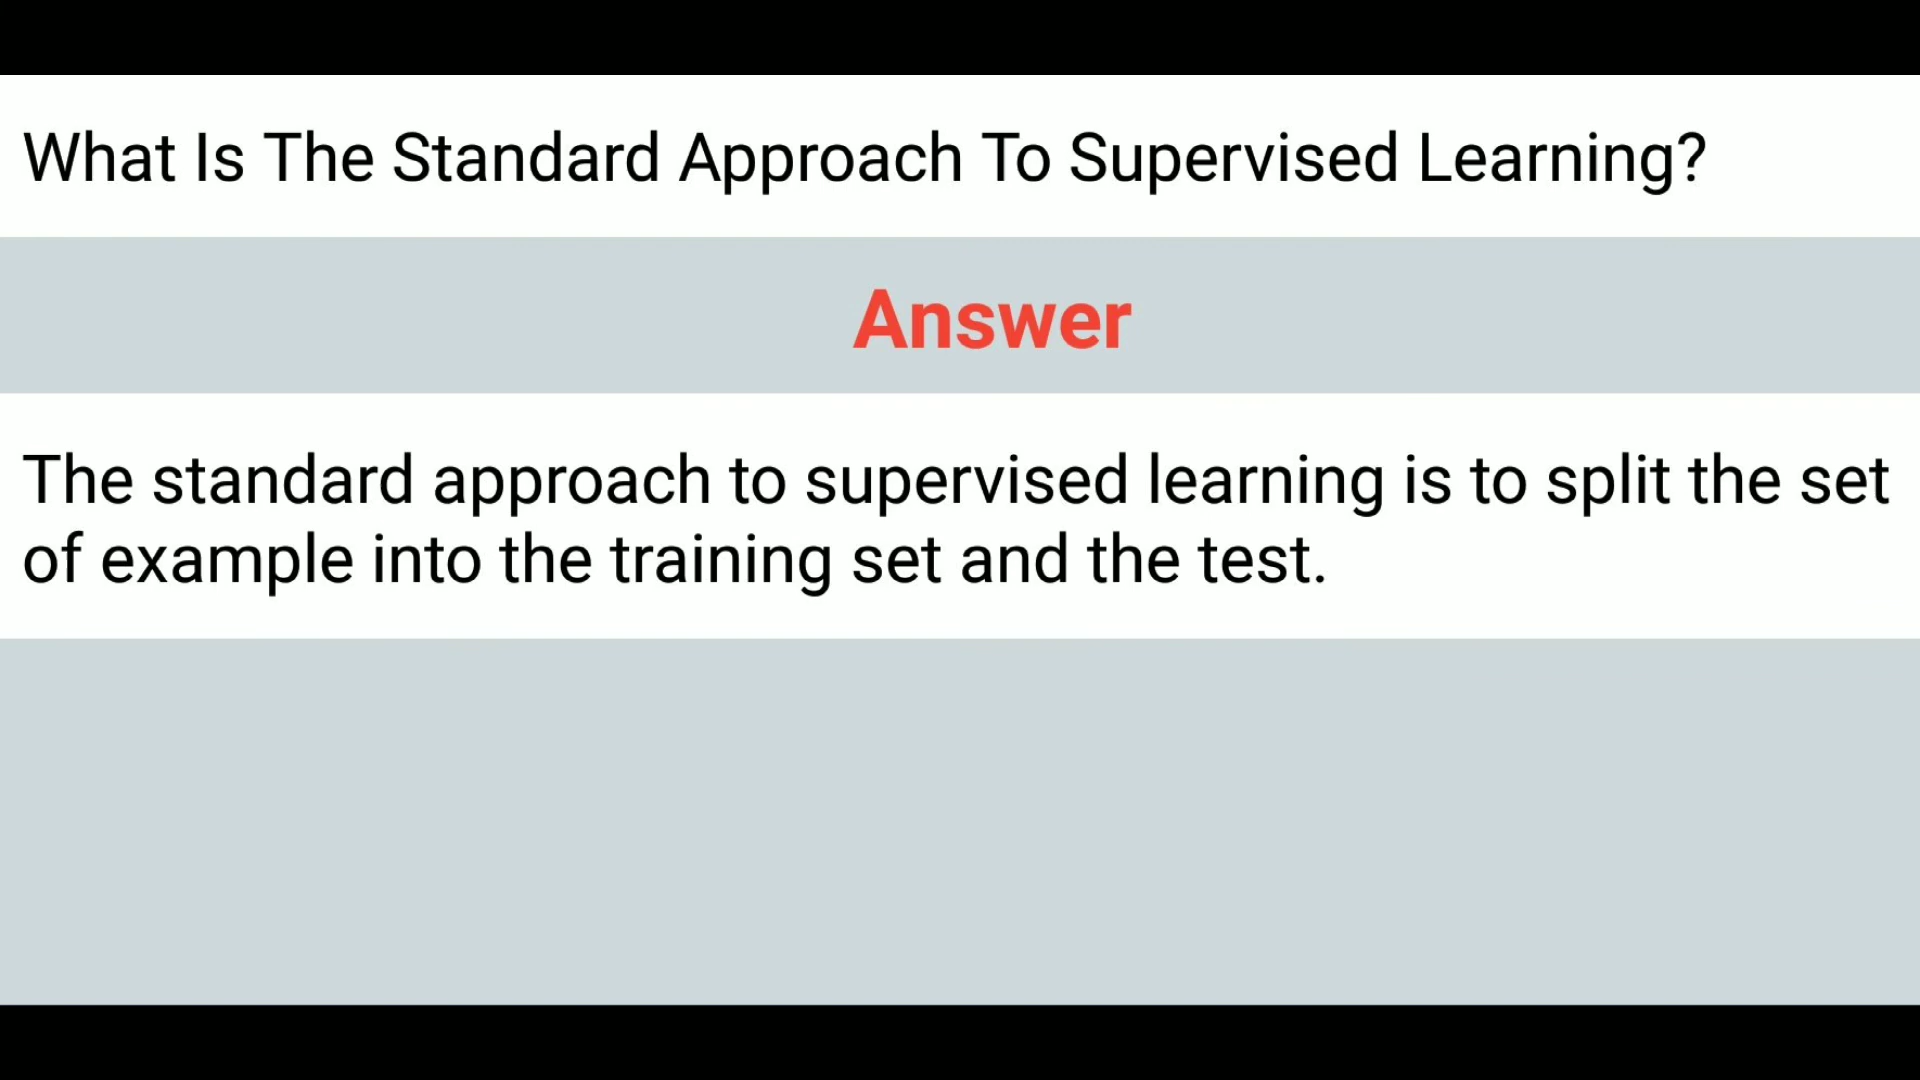 What Is The Standard Approach To Supervised Learning?
Answer
The standard approach to supervised learning is to split the set
of example into the training set and the test.